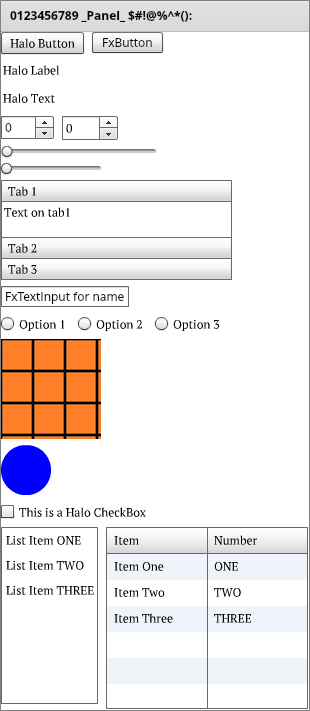 0123456789 _Panel_ $#!@%^*():
Halo Button FxButton
Halo Label
Halo Text
0 0
Tab 1
Text on tab1
Tab 2
Tab 3
FxTextInput for name
Option 1 Option 2 Option 3
This is a Halo CheckBox
List Item ONE
List Item TWO
List Item THREE
Item Number
Item One ONE
Item Two TWO
Item Three THREE